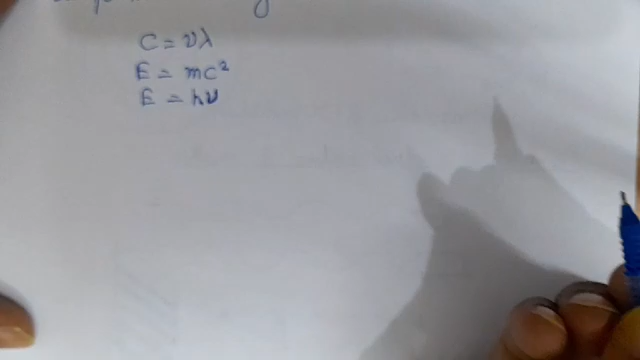 C = νλ
E = mc²
E = hν